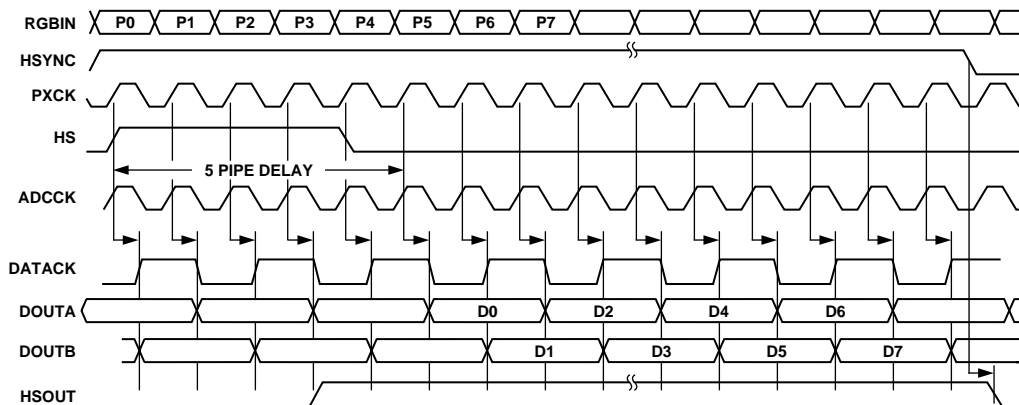 RGBIN P0 P1 P2 P3 P4 P5 P6 P7
HSYNC
PXCK
HS
5 PIPE DELAY
ADCCK
DATACK
DOUTA D0 D2 D4 D6
DOUTB D1 D3 D5 D7
HSOUT